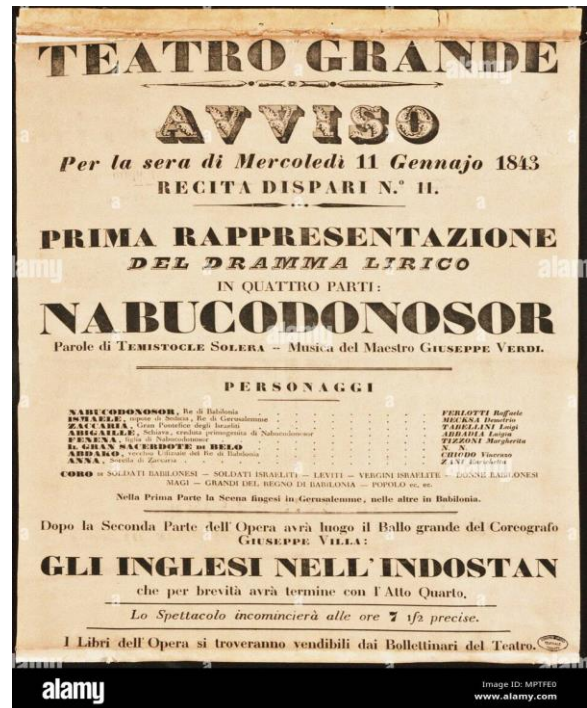 TEATRO GRANDE
AVVISO
Per la sera di Mercoledì 11 Gennajo 1843
RECITA DISPARI N.º 11.
PRIMA RAPPRESENTAZIONE
DEL DRAMMA LIRICO
IN QUATTRO PARTI:
NABUCODONOSOR
Parole di TEMISTOCLE SOLERA – Musica del Maestro GIUSEPPE VERDI.
PERSONAGGI
NABUCODONOSOR, Re di Babilonia . . . VERLOTTI Raffaele
ISMAELE, nipote di Sedecia, Re di Gerusalemme . . . MECKSA Demetrio
ZACCARIA, Gran Pontefice degli Israeliti . . . TABELLINI Luigi
ABIGAILLE, Schiava, creduta primogenita di Nabucodonosor . . . ABBADIA Luigia
FENENA, figlia di Nabucodonosor . . . TIZZONI Margherita
IL GRAN SACERDOTE DI BELO . . . N. N.
ABDAKO, vecchio Uffiziale del Re di Babilonia . . . CHIODO Vincenzo
ANNA, Sorella di Zaccaria . . . ZANI
CORO = SOLDATI BABILONESI — SOLDATI ISRAELITI — LEVITI — VERGINI ISRAELITE — DONNE BABILONESI
MAGI — GRANDI DEL REGNO DI BABILONIA — POPOLO ec. ec.
Nella Prima Parte la Scena fingesi in Gerusalemme, nelle altre in Babilonia.
Dopo la Seconda Parte dell'Opera avrà luogo il Ballo grande del Coreografo
GIUSEPPE VILLA:
GLI INGLESI NELL'INDOSTAN
che per brevità avrà termine con l'Atto Quarto.
Lo Spettacolo incomincierà alle ore 7 1/2 precise.
I Libri dell'Opera si troveranno vendibili dai Bollettinari del Teatro.
alamy
Image ID: MPTFE0
www.alamy.com